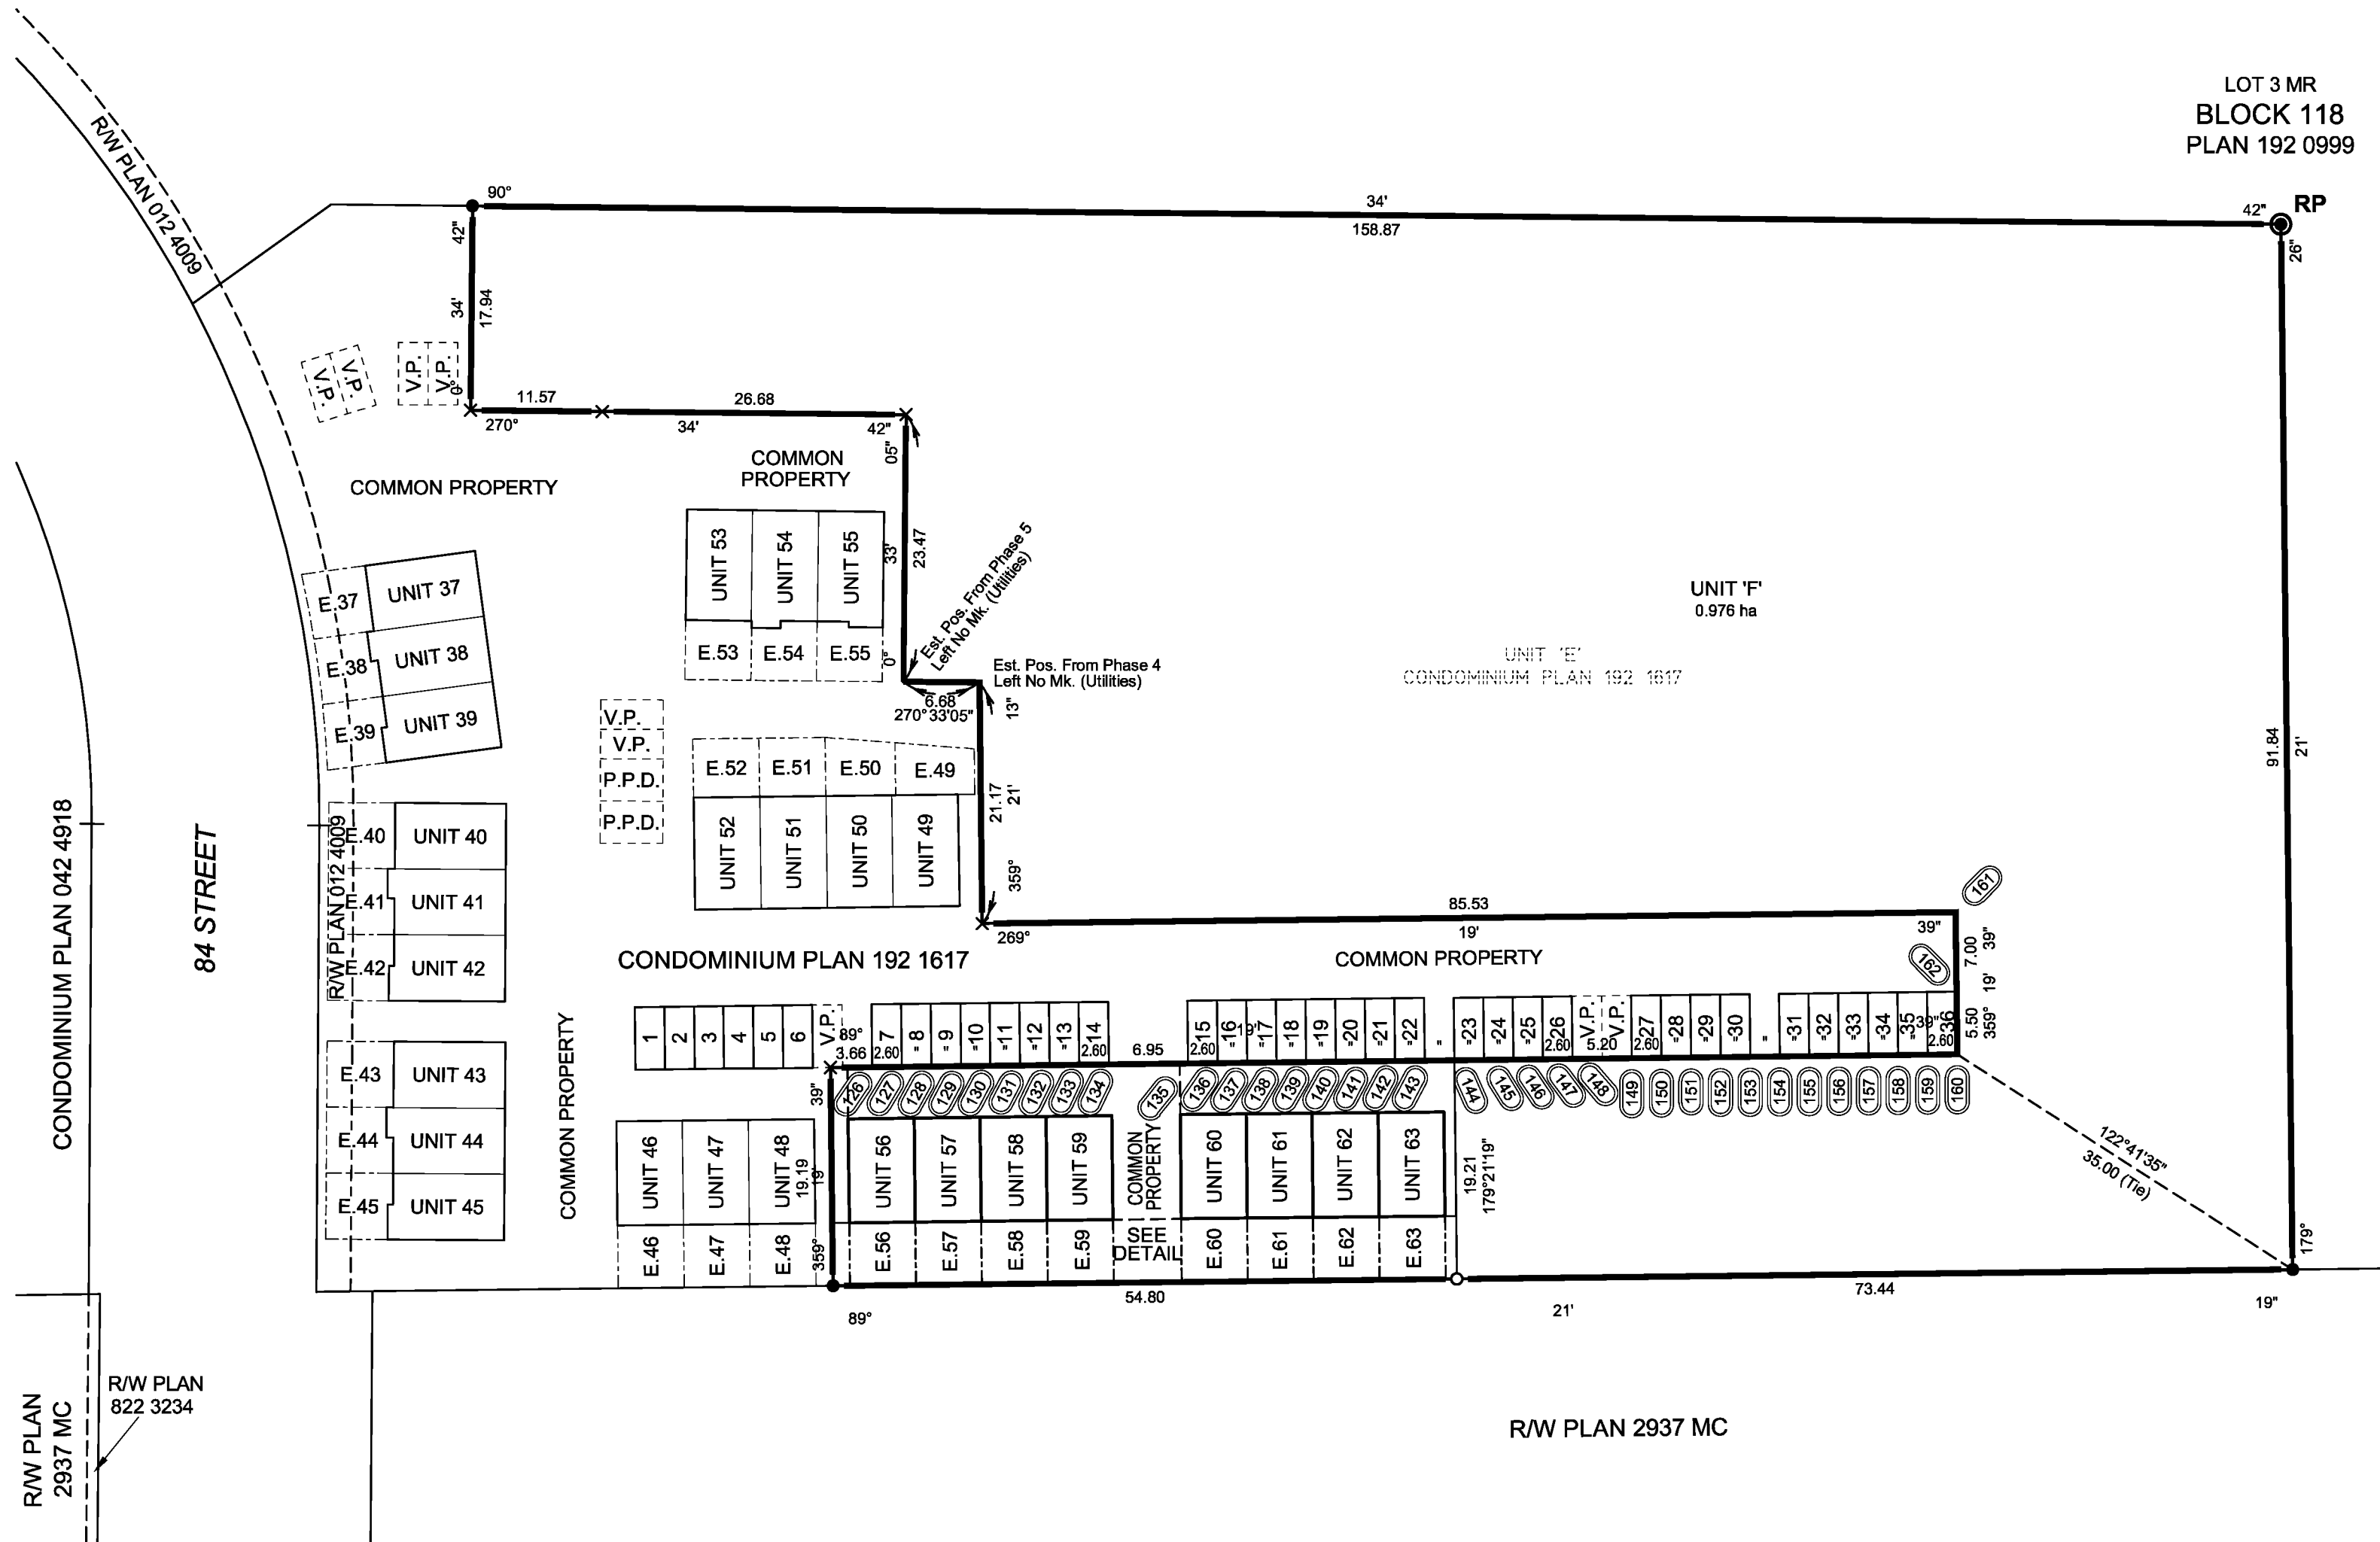 LOT 3 MR
BLOCK 118
PLAN 192 0999
RP
R/W PLAN 012 4009
90°
34'
42"
158.87
42"
34'
17.94
0°
26"
V.P.
V.P.
V.P.
V.P.
11.57
26.68
270°
34'
42"
05"
COMMON PROPERTY
COMMON
PROPERTY
UNIT 53
UNIT 54
UNIT 55
33'
23.47
0°
E.53
E.54
E.55
Est. Pos. From Phase 5
Left No Mk. (Utilities)
Est. Pos. From Phase 4
Left No Mk. (Utilities)
6.68
270°33'05"
13"
UNIT 'F'
0.976 ha
UNIT 'E'
CONDOMINIUM PLAN 192 1617
E.37
UNIT 37
E.38
UNIT 38
E.39
UNIT 39
V.P.
V.P.
P.P.D.
P.P.D.
E.52
E.51
E.50
E.49
UNIT 52
UNIT 51
UNIT 50
UNIT 49
21.17
21'
359°
91.84
21'
CONDOMINIUM PLAN 042 4918
84 STREET
R/W PLAN 012 4009
E.40
UNIT 40
E.41
UNIT 41
E.42
UNIT 42
85.53
269°
19'
39"
161
162
7.00
39"
19'
5.50
359°
CONDOMINIUM PLAN 192 1617
COMMON PROPERTY
COMMON PROPERTY
E.43
UNIT 43
E.44
UNIT 44
E.45
UNIT 45
1
2
3
4
5
6
V.P.
89°
3.66
7
2.60
" 8
" 9
"10
"11
"12
"13
"14
2.60
6.95
"15
2.60
"16
19'
"17
"18
"19
"20
"21
"22
"
"23
"24
"25
"26
2.60
V.P.
V.P.
5.20
"27
2.60
"28
"29
"30
"
"31
"32
"33
"34
"35
39"
"36
2.60
39"
126
127
128
129
130
131
132
133
134
135
136
137
138
139
140
141
142
143
144
145
146
147
148
149
150
151
152
153
154
155
156
157
158
159
160
UNIT 46
UNIT 47
UNIT 48
19.19
19'
359°
UNIT 56
UNIT 57
UNIT 58
UNIT 59
COMMON
PROPERTY
UNIT 60
UNIT 61
UNIT 62
UNIT 63
19.21
179°21'19"
122°41'35"
35.00 (Tie)
179°
E.46
E.47
E.48
E.56
E.57
E.58
E.59
SEE
DETAIL
E.60
E.61
E.62
E.63
89°
54.80
21'
73.44
19"
R/W PLAN
2937 MC
R/W PLAN
822 3234
R/W PLAN 2937 MC